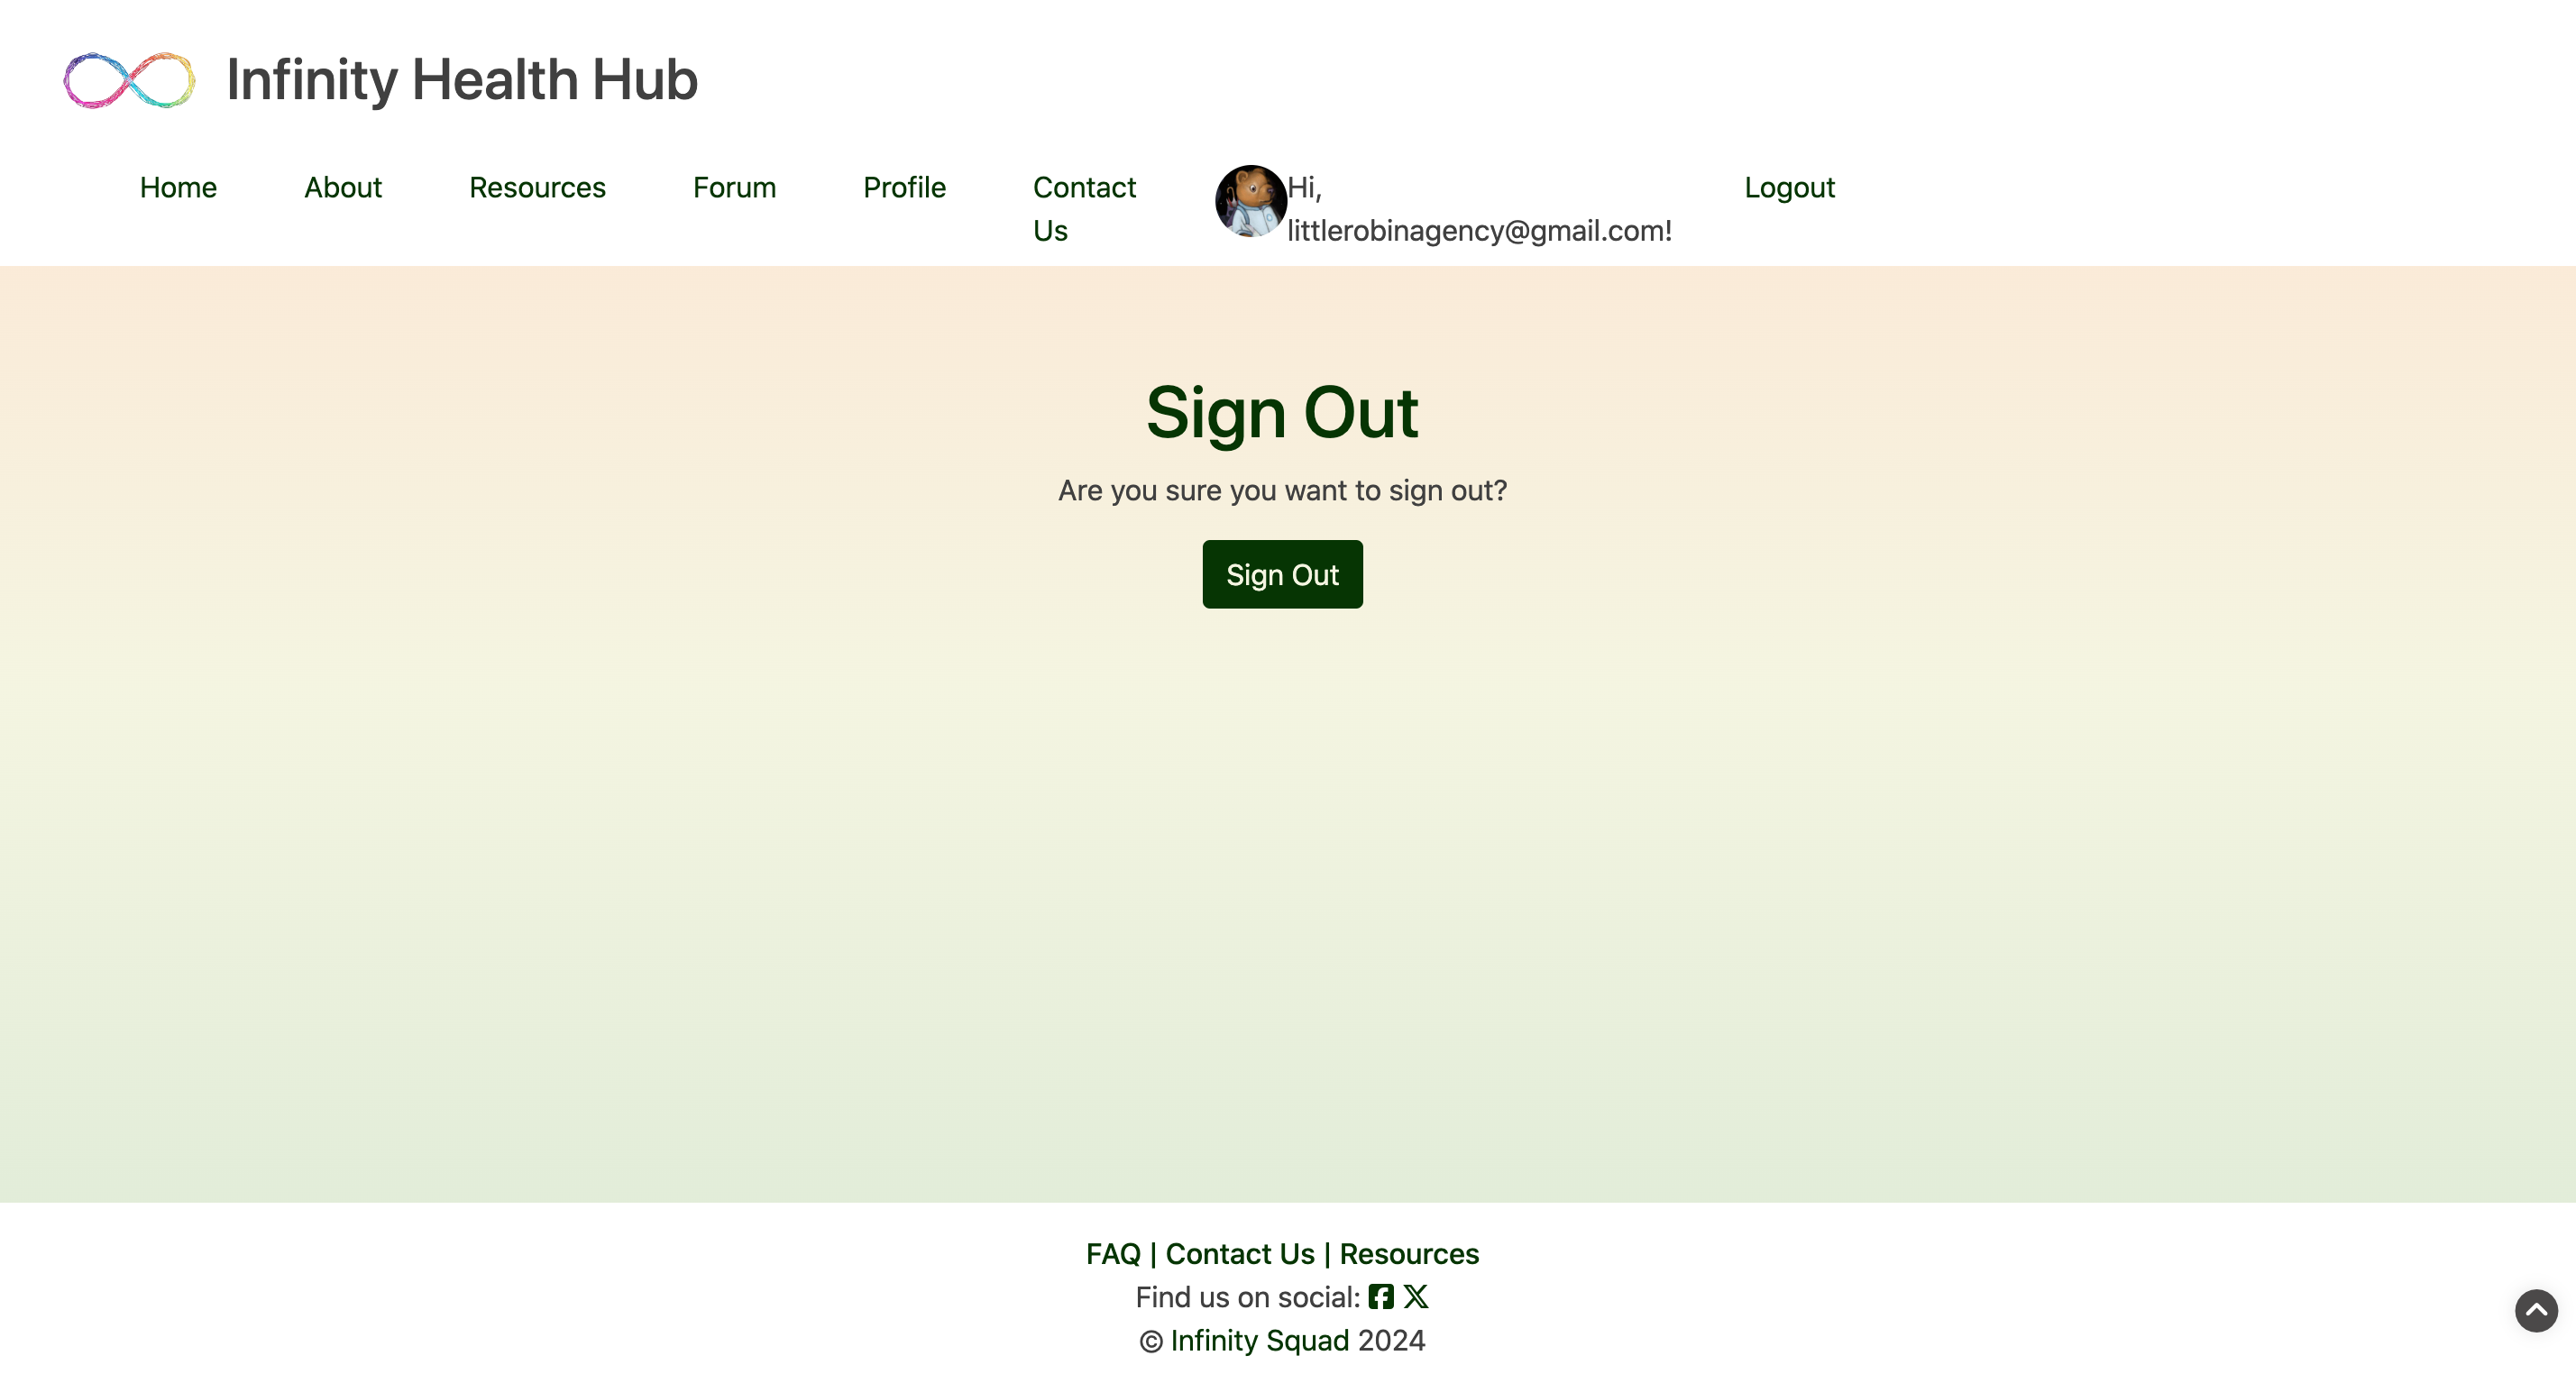 Infinity Health Hub
Home
About
Resources
Forum
Profile
Contact
Us
Hi,
littlerobinagency@gmail.com!
Logout
Sign Out
Are you sure you want to sign out?
Sign Out
FAQ | Contact Us | Resources
Find us on social:
© Infinity Squad 2024